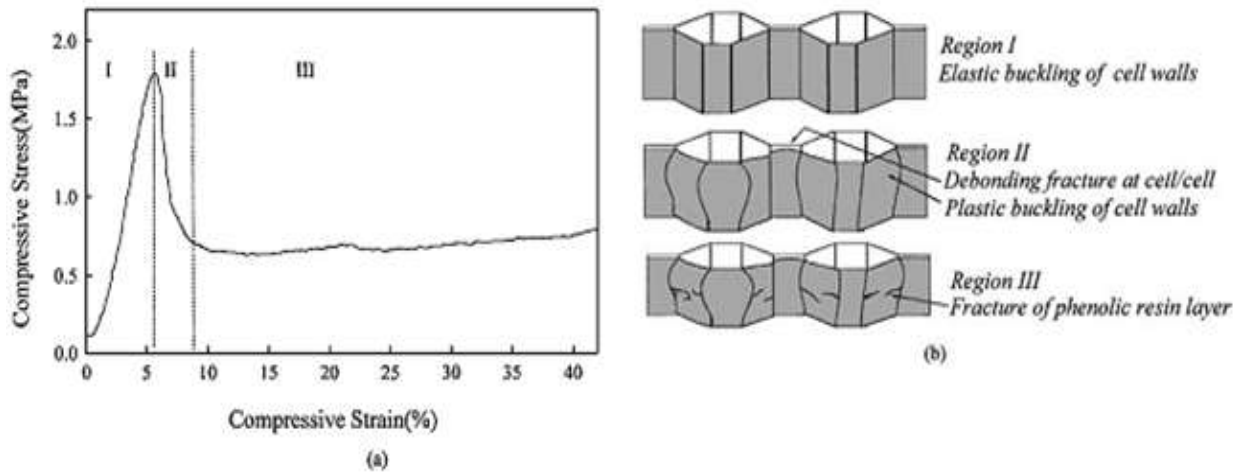 2.0
1.5
1.0
0.5
0.0
I II III
0 5 10 15 20 25 30 35 40
Compressive Stress(MPa)
Compressive Strain(%)
(a)
Region I
Elastic buckling of cell walls
Region II
Debonding fracture at ceil/cell
Plastic buckling of cell walls
Region III
Fracture of phenolic resin layer
(b)